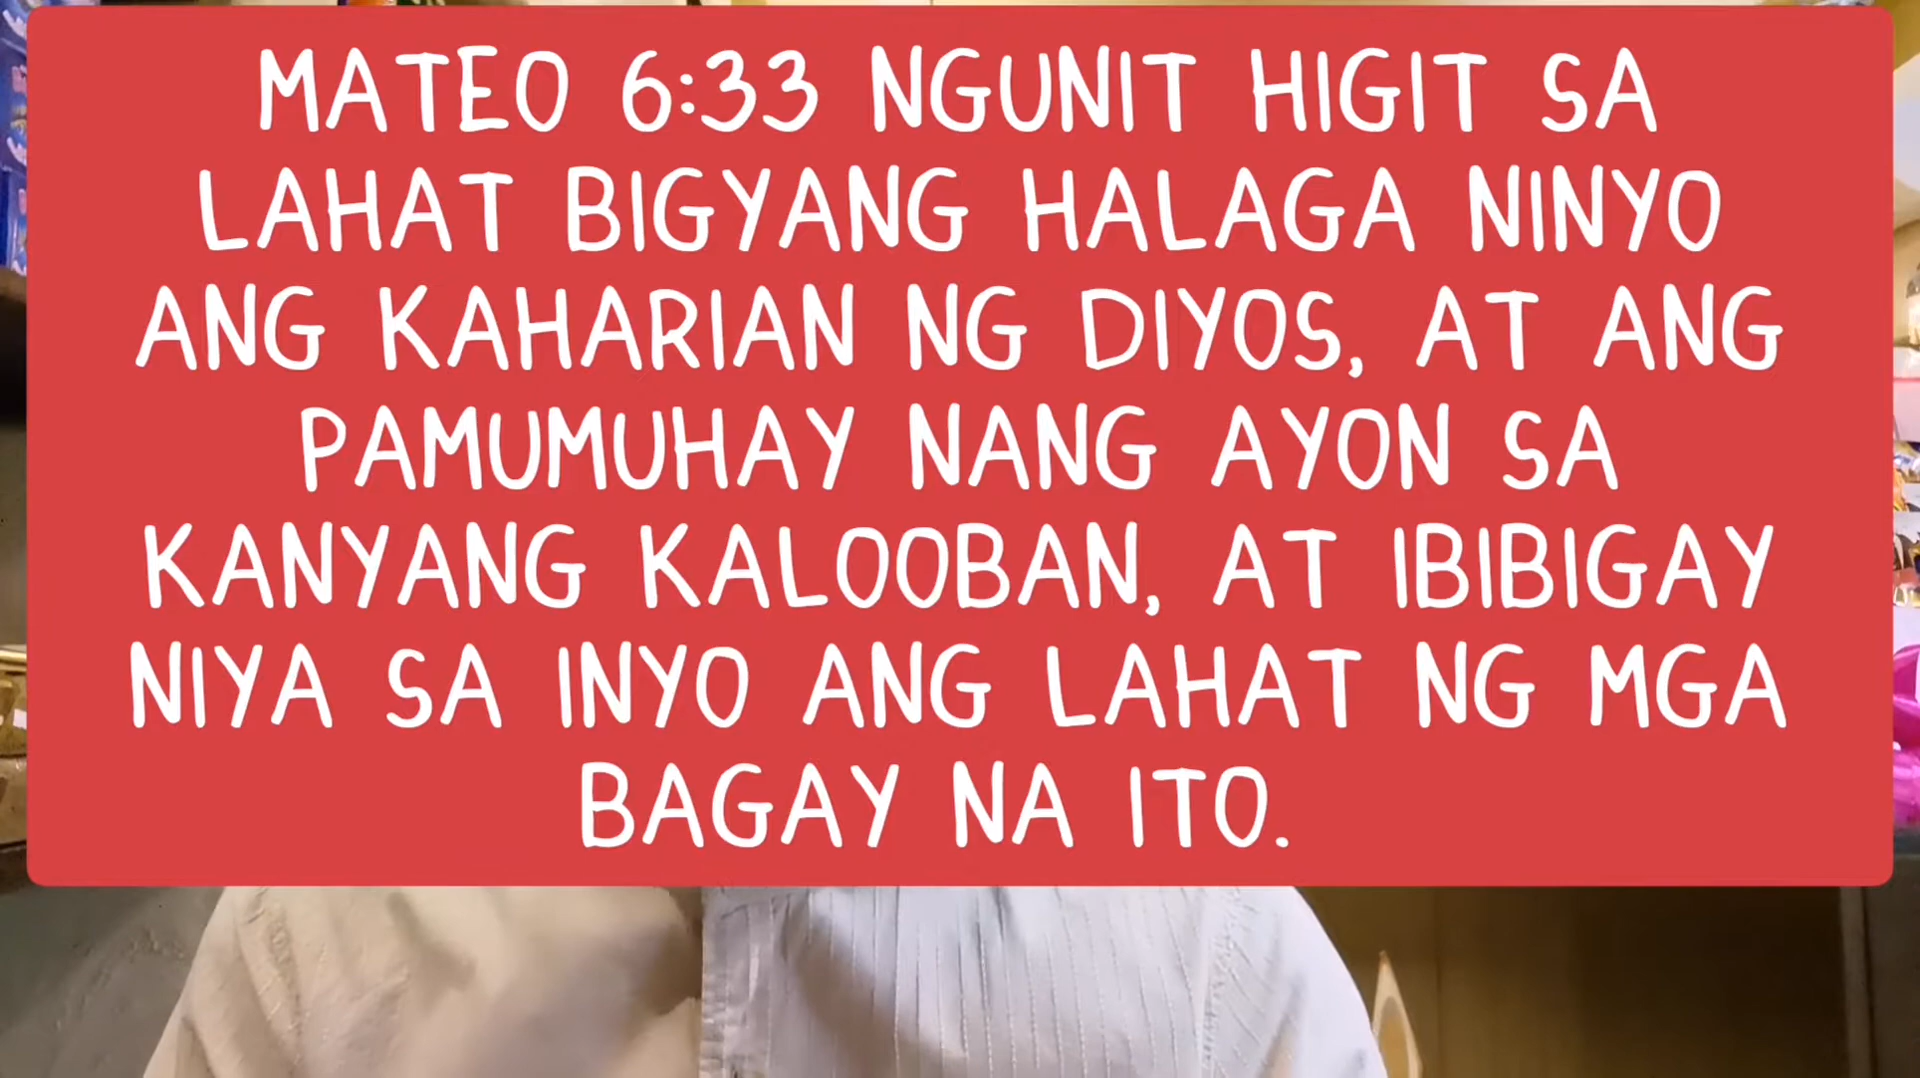 MATEO 6:33 NGUNIT HIGIT SA
LAHAT BIGYANG HALAGA NINYO
ANG KAHARIAN NG DIYOS, AT ANG
PAMUMUHAY NANG AYON SA
KANYANG KALOOBAN, AT IBIBIGAY
NIYA SA INYO ANG LAHAT NG MGA
BAGAY NA ITO.